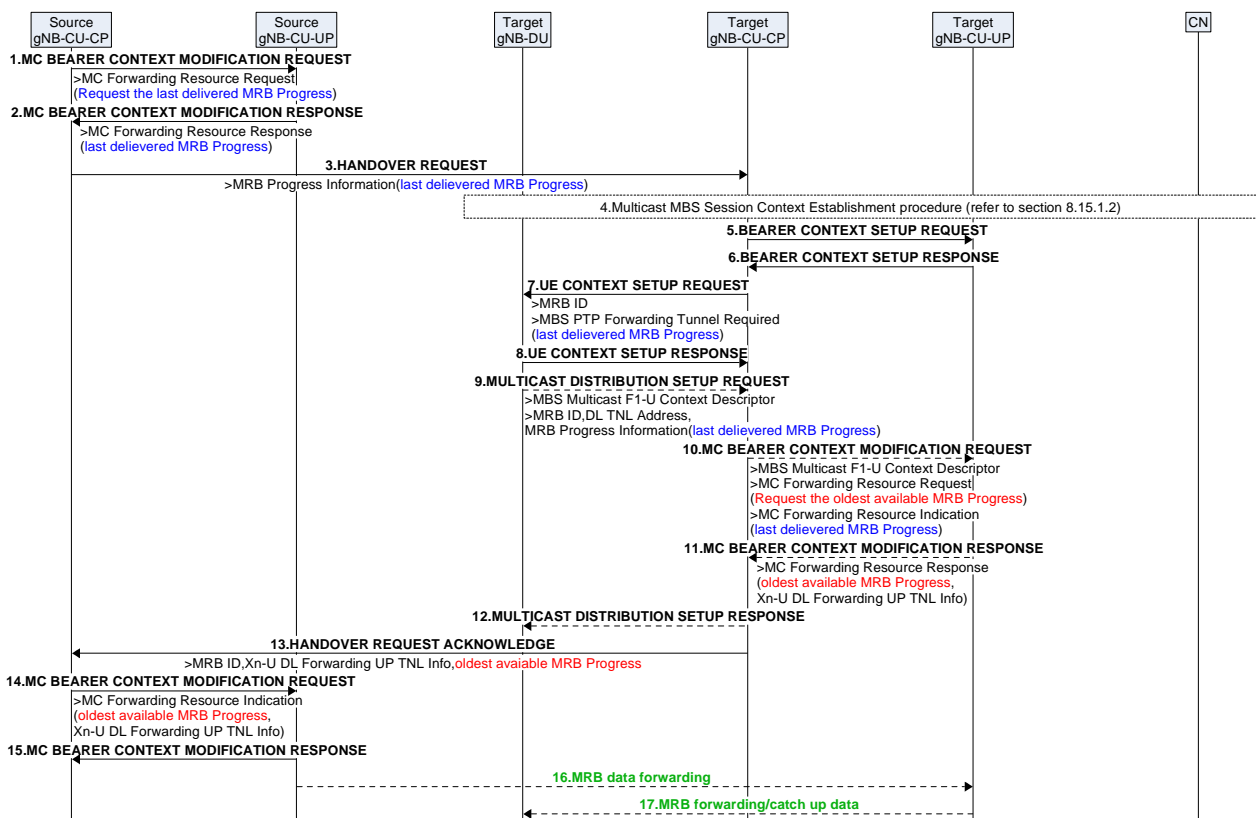 Source
gNB-CU-CP
Source
gNB-CU-UP
Target
gNB-DU
Target
gNB-CU-CP
Target
gNB-CU-UP
CN
1.MC BEARER CONTEXT MODIFICATION REQUEST
>MC Forwarding Resource Request
(Request the last delivered MRB Progress)
2.MC BEARER CONTEXT MODIFICATION RESPONSE
>MC Forwarding Resource Response
(last delievered MRB Progress)
3.HANDOVER REQUEST
>MRB Progress Information(last delievered MRB Progress)
4.Multicast MBS Session Context Establishment procedure (refer to section 8.15.1.2)
5.BEARER CONTEXT SETUP REQUEST
6.BEARER CONTEXT SETUP RESPONSE
7.UE CONTEXT SETUP REQUEST
>MRB ID
>MBS PTP Forwarding Tunnel Required
(last delievered MRB Progress)
8.UE CONTEXT SETUP RESPONSE
9.MULTICAST DISTRIBUTION SETUP REQUEST
>MBS Multicast F1-U Context Descriptor
>MRB ID,DL TNL Address,
MRB Progress Information(last delievered MRB Progress)
10.MC BEARER CONTEXT MODIFICATION REQUEST
>MBS Multicast F1-U Context Descriptor
>MC Forwarding Resource Request
(Request the oldest available MRB Progress)
>MC Forwarding Resource Indication
(last delievered MRB Progress)
11.MC BEARER CONTEXT MODIFICATION RESPONSE
>MC Forwarding Resource Response
(oldest available MRB Progress,
Xn-U DL Forwarding UP TNL Info)
12.MULTICAST DISTRIBUTION SETUP RESPONSE
13.HANDOVER REQUEST ACKNOWLEDGE
>MRB ID,Xn-U DL Forwarding UP TNL Info,oldest avaiable MRB Progress
14.MC BEARER CONTEXT MODIFICATION REQUEST
>MC Forwarding Resource Indication
(oldest available MRB Progress,
Xn-U DL Forwarding UP TNL Info)
15.MC BEARER CONTEXT MODIFICATION RESPONSE
16.MRB data forwarding
17.MRB forwarding/catch up data